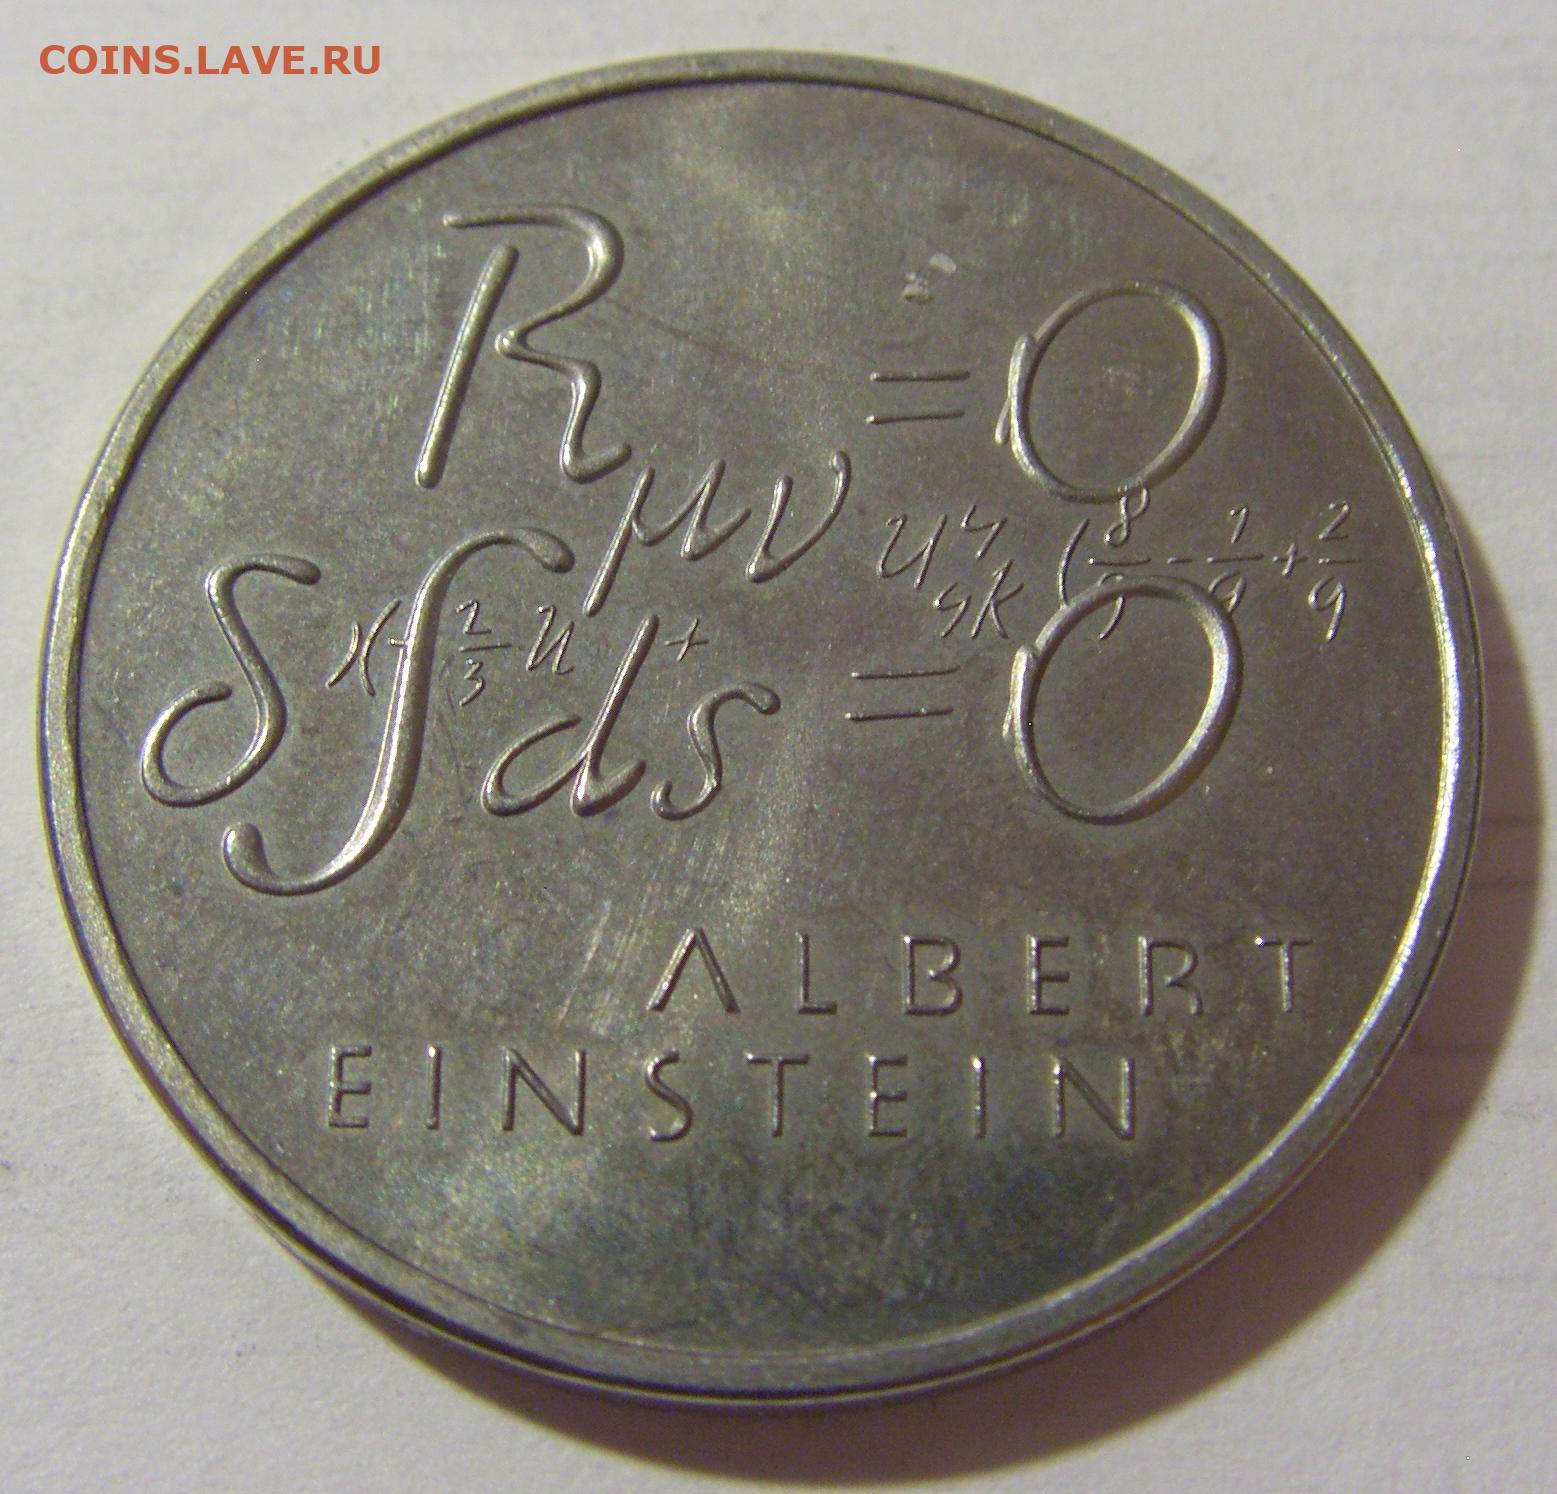 COINS.LAVE.RU
Rμν = 0
δ∫ds = 0
ALBERT
EINSTEIN